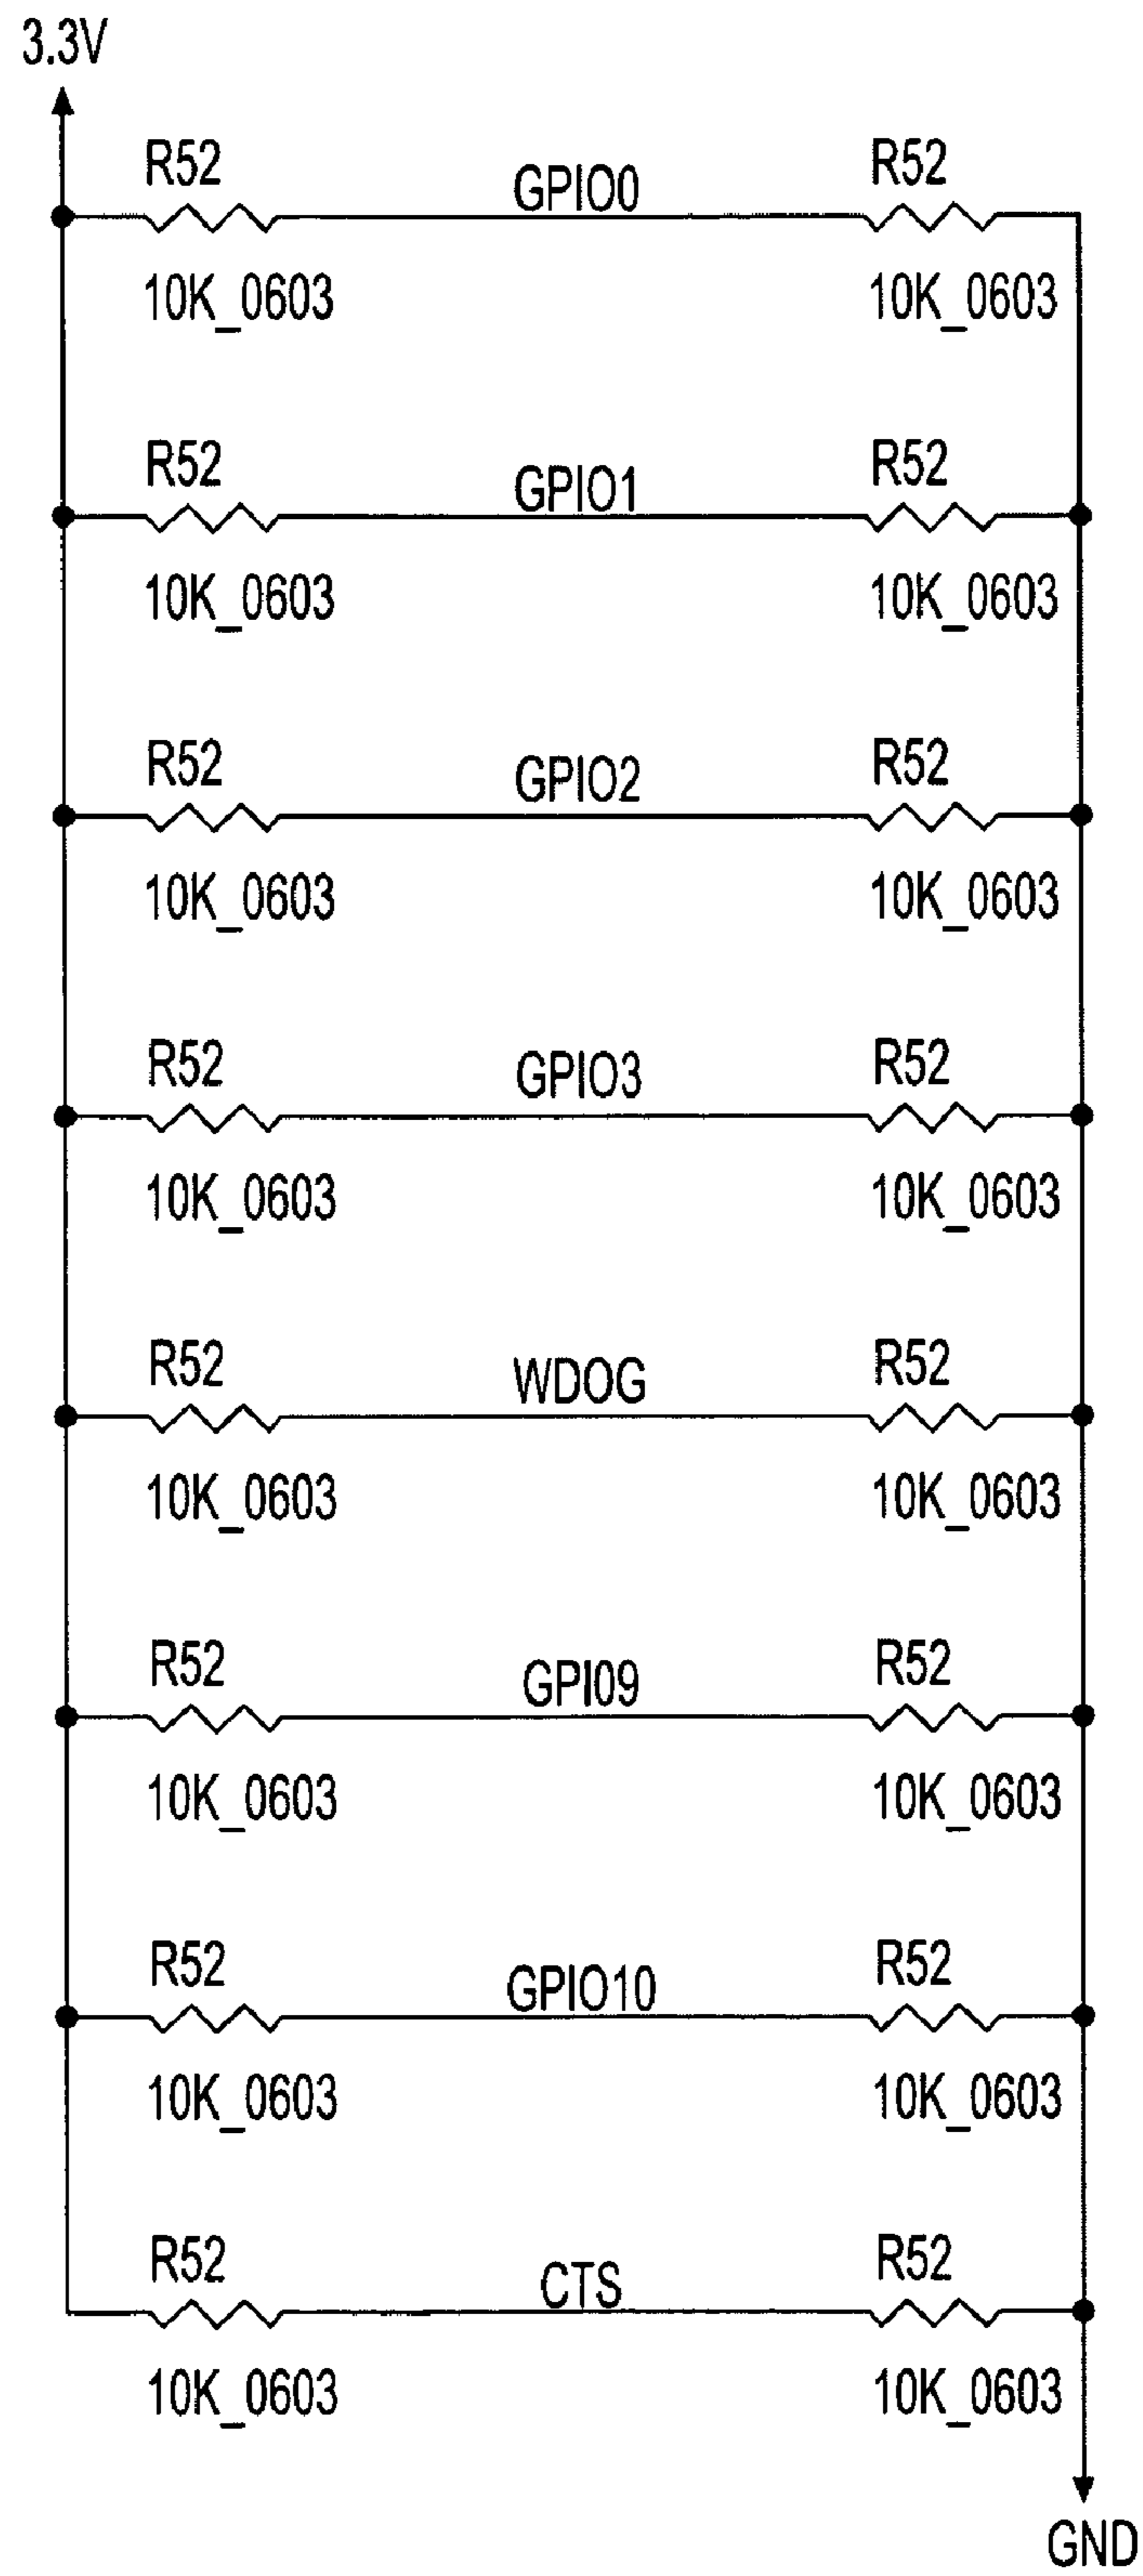 3.3V
R52 GPIO0 R52
10K_0603 10K_0603
R52 GPIO1 R52
10K_0603 10K_0603
R52 GPIO2 R52
10K_0603 10K_0603
R52 GPIO3 R52
10K_0603 10K_0603
R52 WDOG R52
10K_0603 10K_0603
R52 GPI09 R52
10K_0603 10K_0603
R52 GPIO10 R52
10K_0603 10K_0603
R52 CTS R52
10K_0603 10K_0603
GND